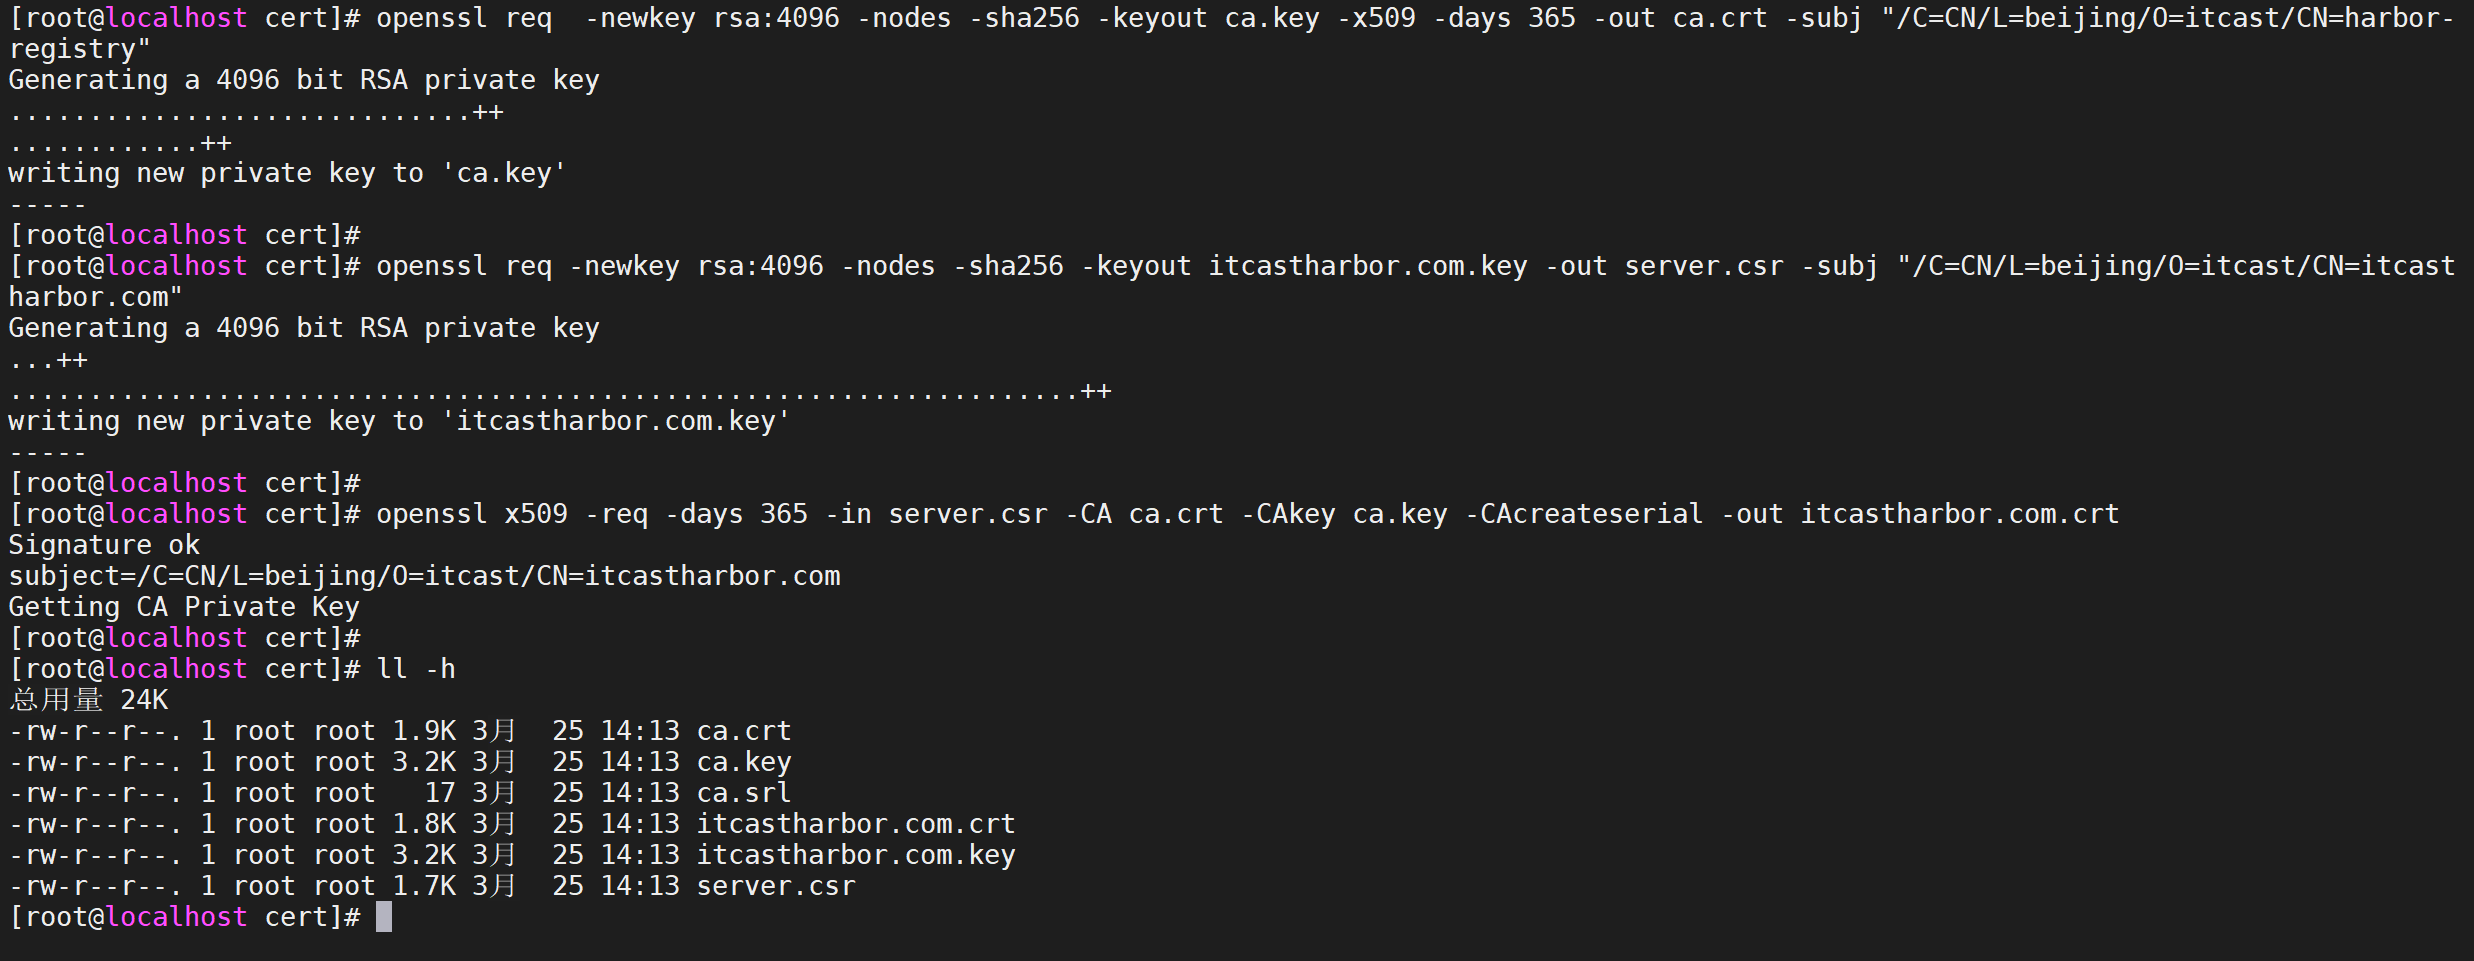 [root@localhost cert]# openssl req  -newkey rsa:4096 -nodes -sha256 -keyout ca.key -x509 -days 365 -out ca.crt -subj "/C=CN/L=beijing/O=itcast/CN=harbor-
registry"
Generating a 4096 bit RSA private key
.............................++
............++
writing new private key to 'ca.key'
-----
[root@localhost cert]#
[root@localhost cert]# openssl req -newkey rsa:4096 -nodes -sha256 -keyout itcastharbor.com.key -out server.csr -subj "/C=CN/L=beijing/O=itcast/CN=itcast
harbor.com"
Generating a 4096 bit RSA private key
...++
...................................................................++
writing new private key to 'itcastharbor.com.key'
-----
[root@localhost cert]#
[root@localhost cert]# openssl x509 -req -days 365 -in server.csr -CA ca.crt -CAkey ca.key -CAcreateserial -out itcastharbor.com.crt
Signature ok
subject=/C=CN/L=beijing/O=itcast/CN=itcastharbor.com
Getting CA Private Key
[root@localhost cert]#
[root@localhost cert]# ll -h
总用量 24K
-rw-r--r--. 1 root root 1.9K 3月  25 14:13 ca.crt
-rw-r--r--. 1 root root 3.2K 3月  25 14:13 ca.key
-rw-r--r--. 1 root root   17 3月  25 14:13 ca.srl
-rw-r--r--. 1 root root 1.8K 3月  25 14:13 itcastharbor.com.crt
-rw-r--r--. 1 root root 3.2K 3月  25 14:13 itcastharbor.com.key
-rw-r--r--. 1 root root 1.7K 3月  25 14:13 server.csr
[root@localhost cert]#